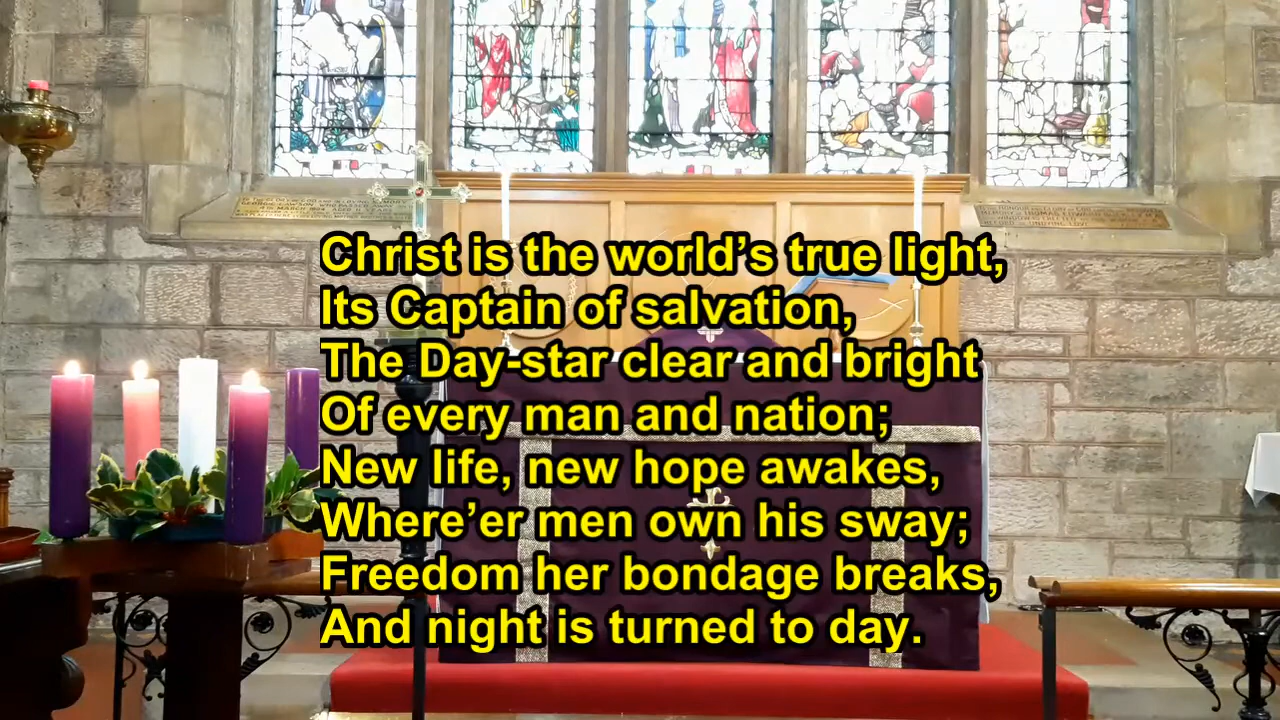 Christ is the world’s true light,
Its Captain of salvation,
The Day-star clear and bright
Of every man and nation;
New life, new hope awakes,
Where’er men own his sway;
Freedom her bondage breaks,
And night is turned to day.